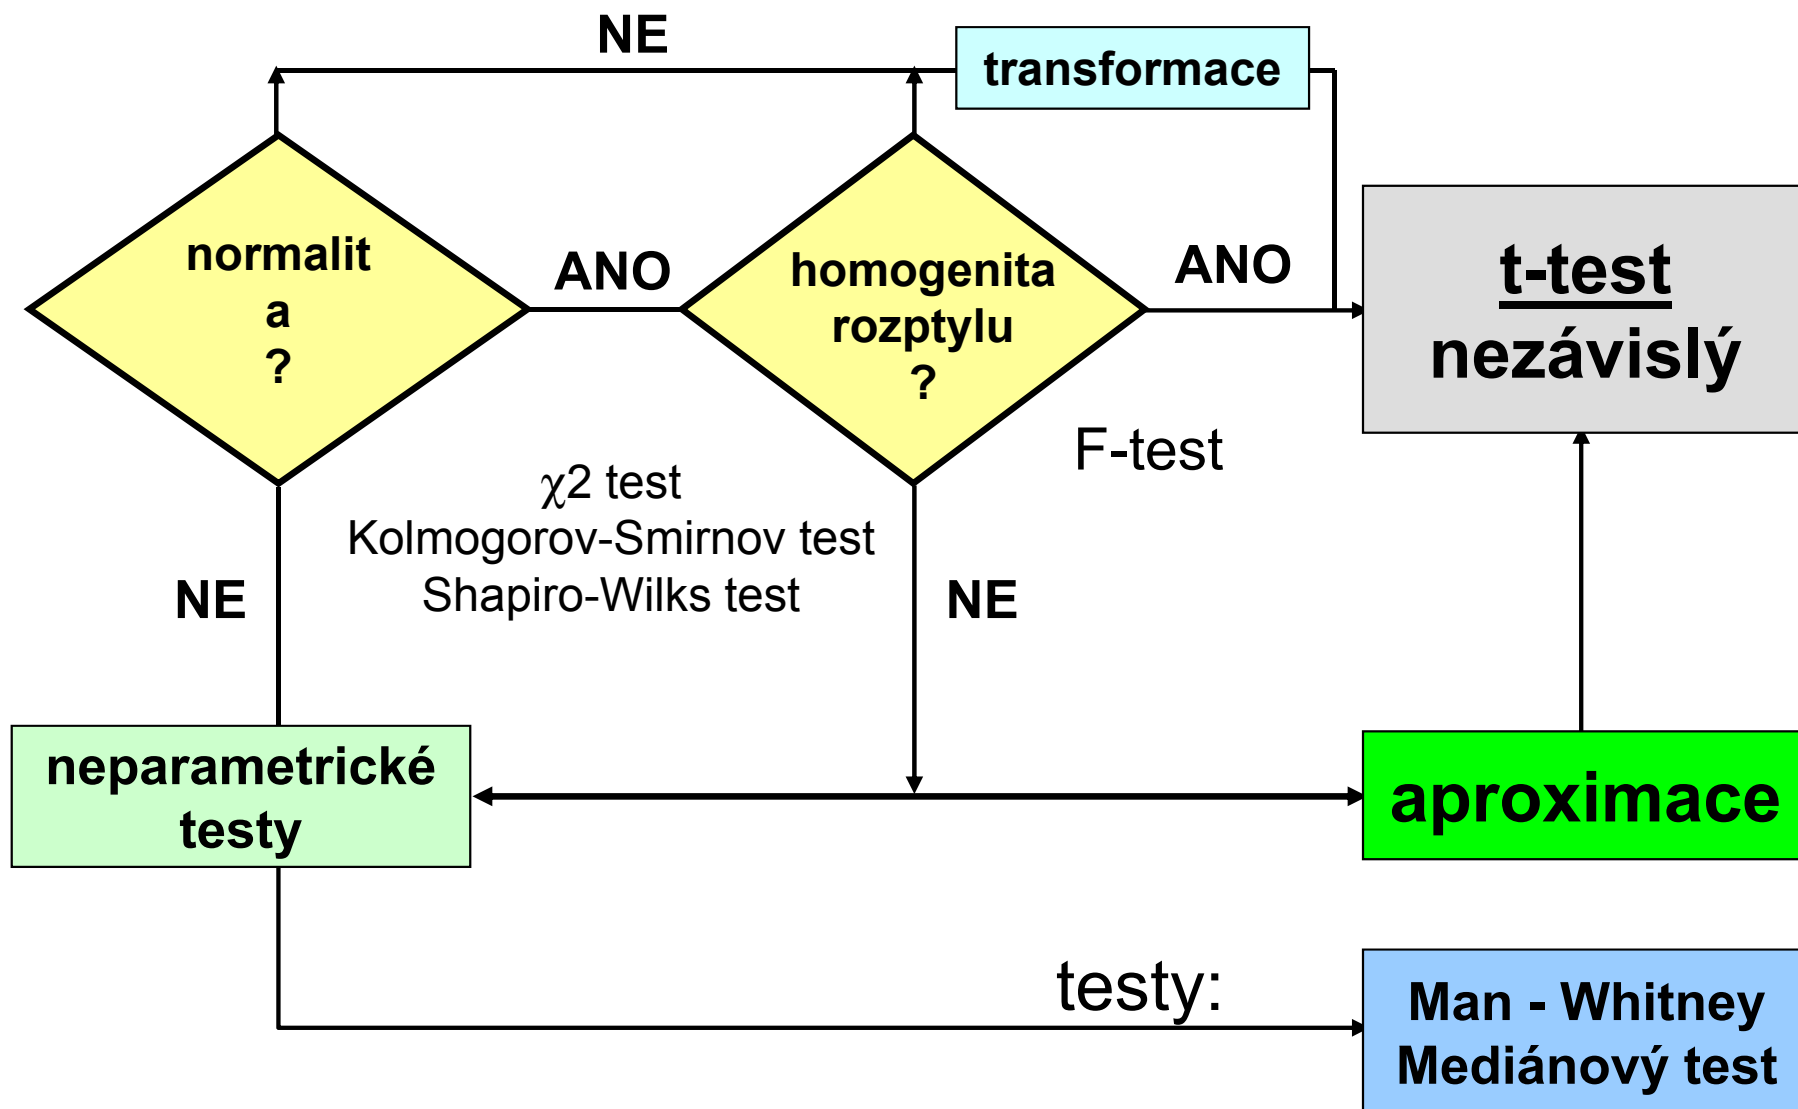 NE
transformace
normalit
a
?
ANO
homogenita
rozptylu
?
ANO
t-test
nezávislý
F-test
χ2 test
Kolmogorov-Smirnov test
Shapiro-Wilks test
NE
NE
neparametrické
testy
aproximace
testy:
Man - Whitney
Mediánový test